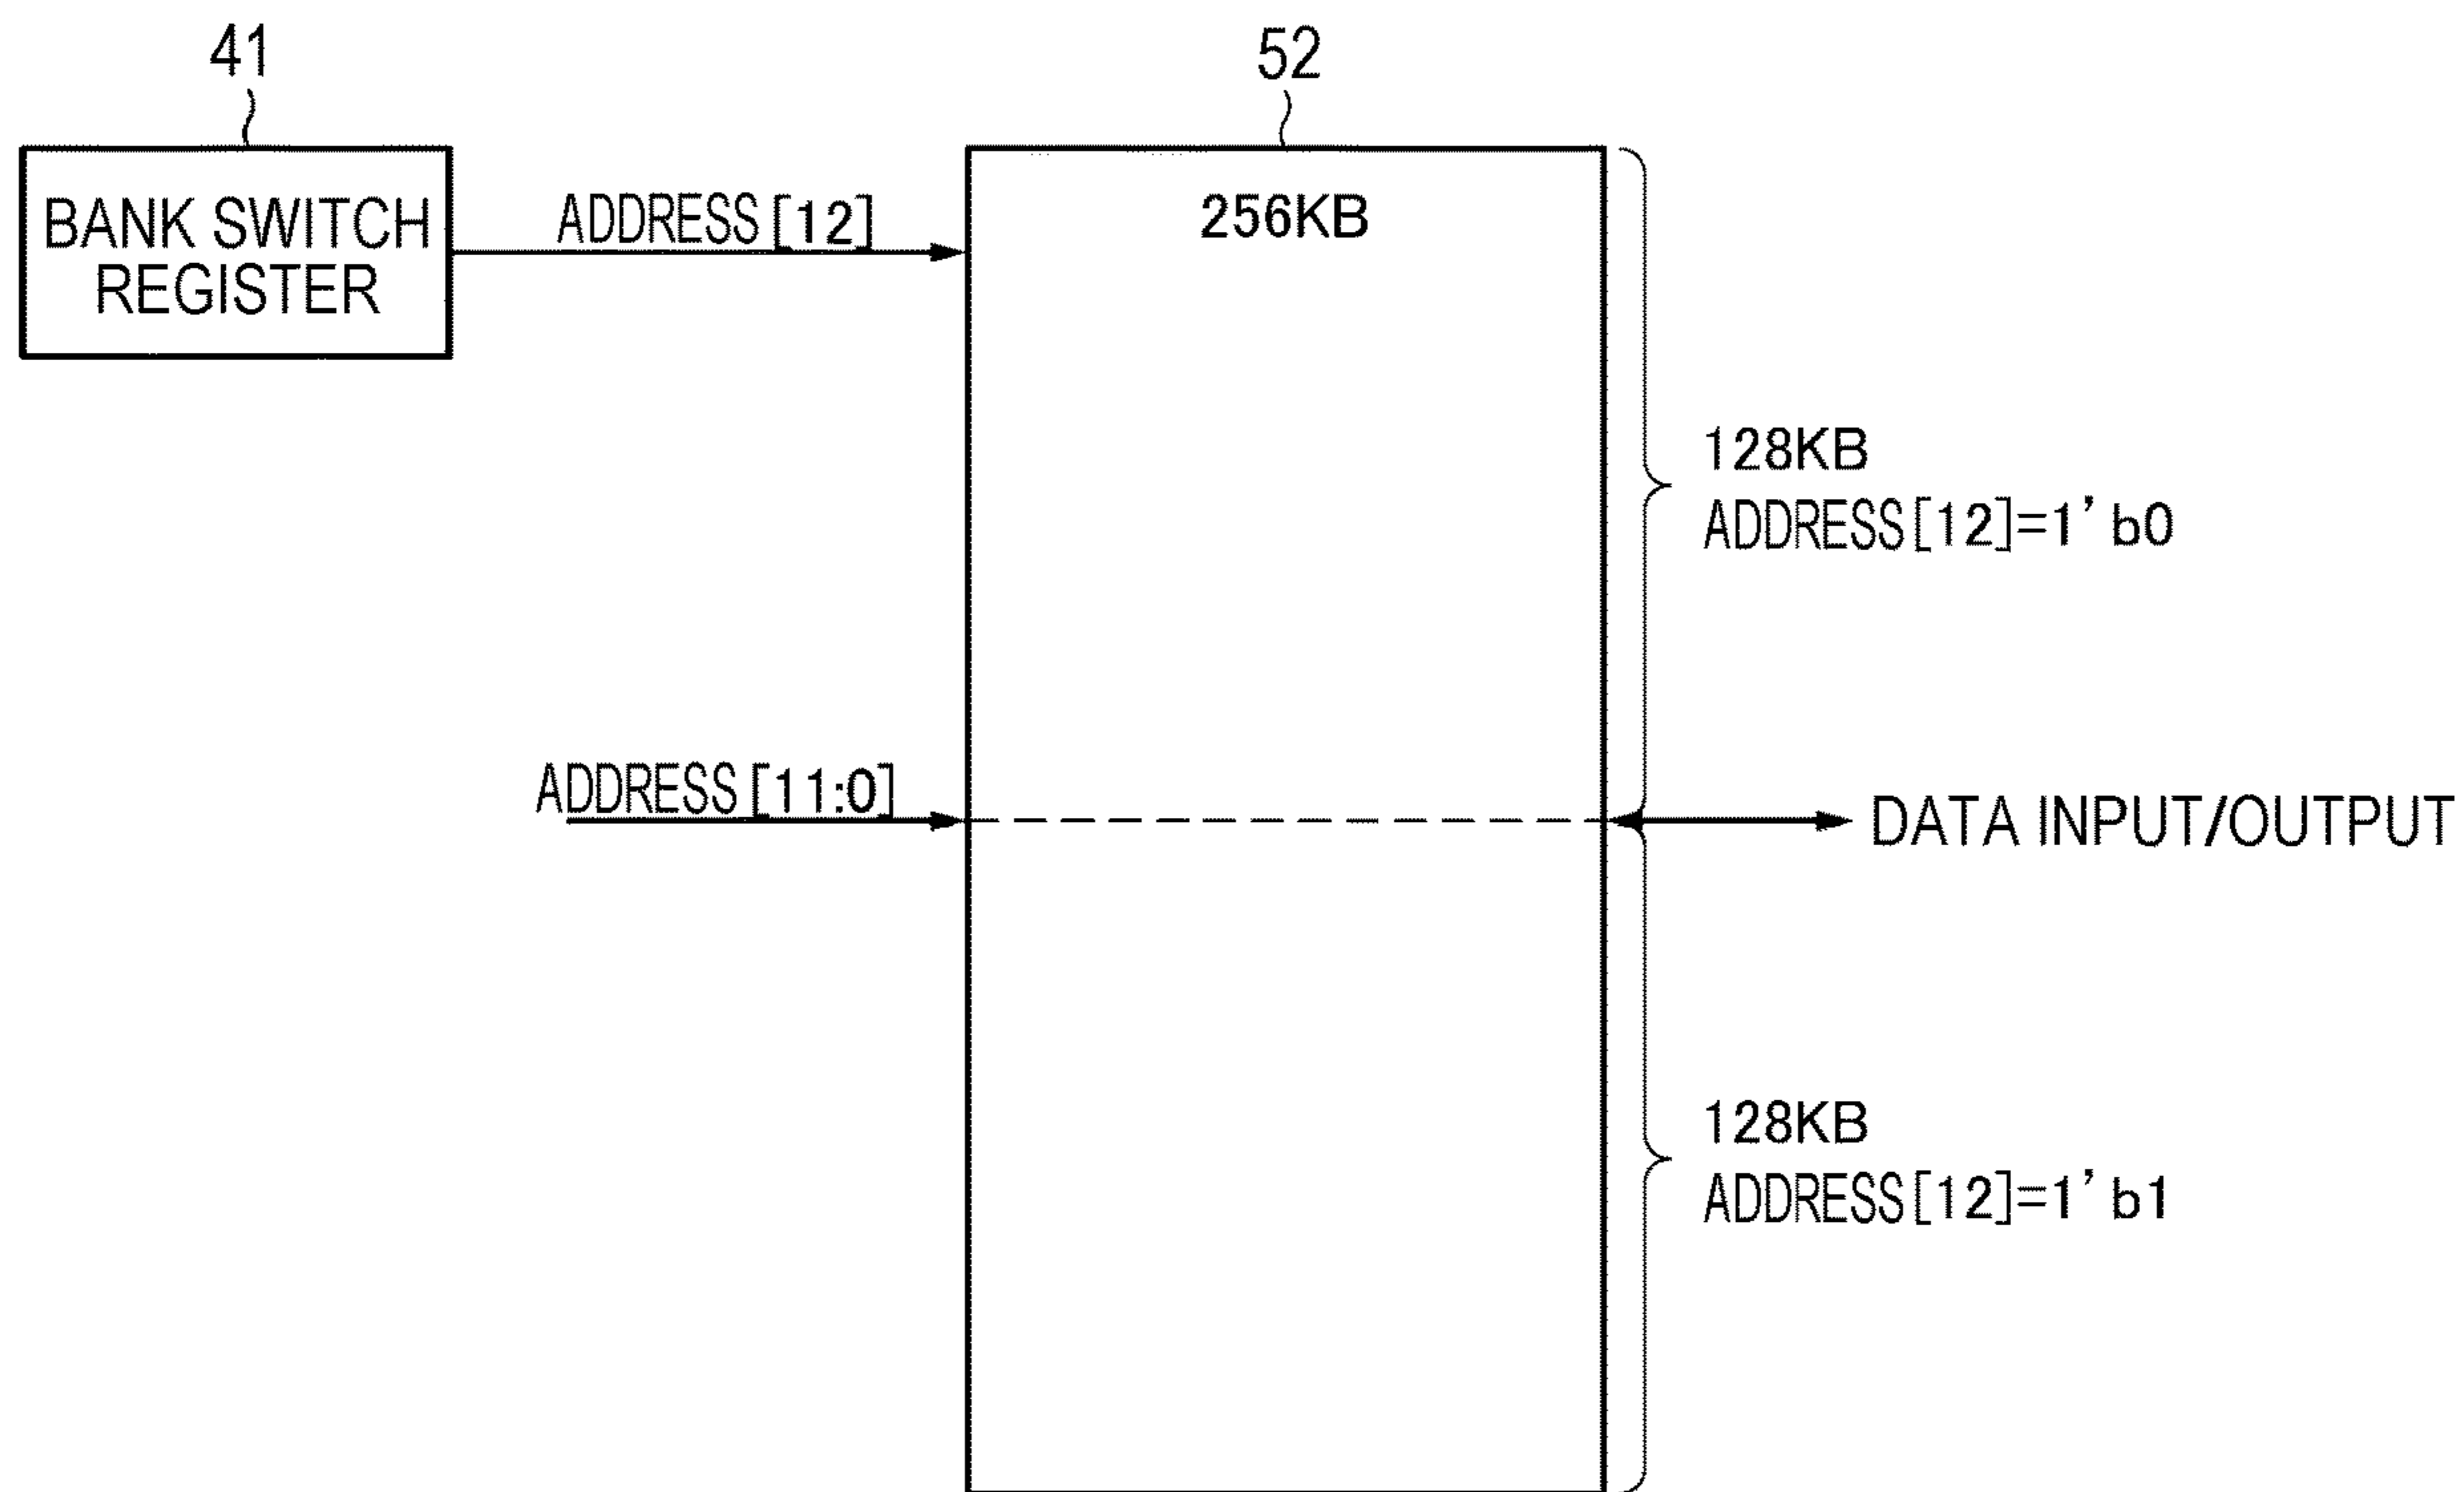 41
52
BANK SWITCH
REGISTER
ADDRESS[12]
256KB
128KB
ADDRESS[12]=1'b0
ADDRESS[11:0]
DATA INPUT/OUTPUT
128KB
ADDRESS[12]=1'b1